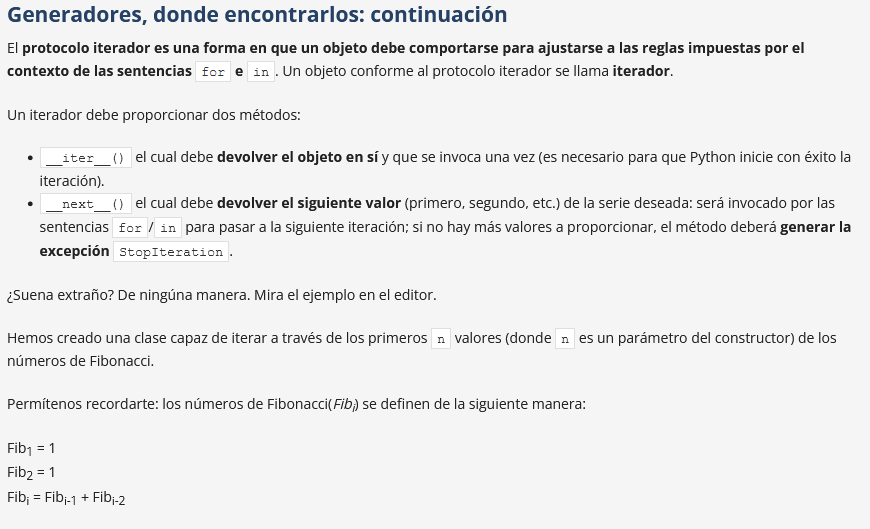 Generadores, donde encontrarlos: continuación
El protocolo iterador es una forma en que un objeto debe comportarse para ajustarse a las reglas impuestas por el
contexto de las sentencias for e in. Un objeto conforme al protocolo iterador se llama iterador.
Un iterador debe proporcionar dos métodos:
• __iter__() el cual debe devolver el objeto en sí y que se invoca una vez (es necesario para que Python inicie con éxito la
iteración).
• __next__() el cual debe devolver el siguiente valor (primero, segundo, etc.) de la serie deseada: será invocado por las
sentencias for/in para pasar a la siguiente iteración; si no hay más valores a proporcionar, el método deberá generar la
excepción StopIteration.
¿Suena extraño? De ningúna manera. Mira el ejemplo en el editor.
Hemos creado una clase capaz de iterar a través de los primeros n valores (donde n es un parámetro del constructor) de los
números de Fibonacci.
Permítenos recordarte: los números de Fibonacci(Fibi) se definen de la siguiente manera:
Fib1 = 1
Fib2 = 1
Fibi = Fibi-1 + Fibi-2